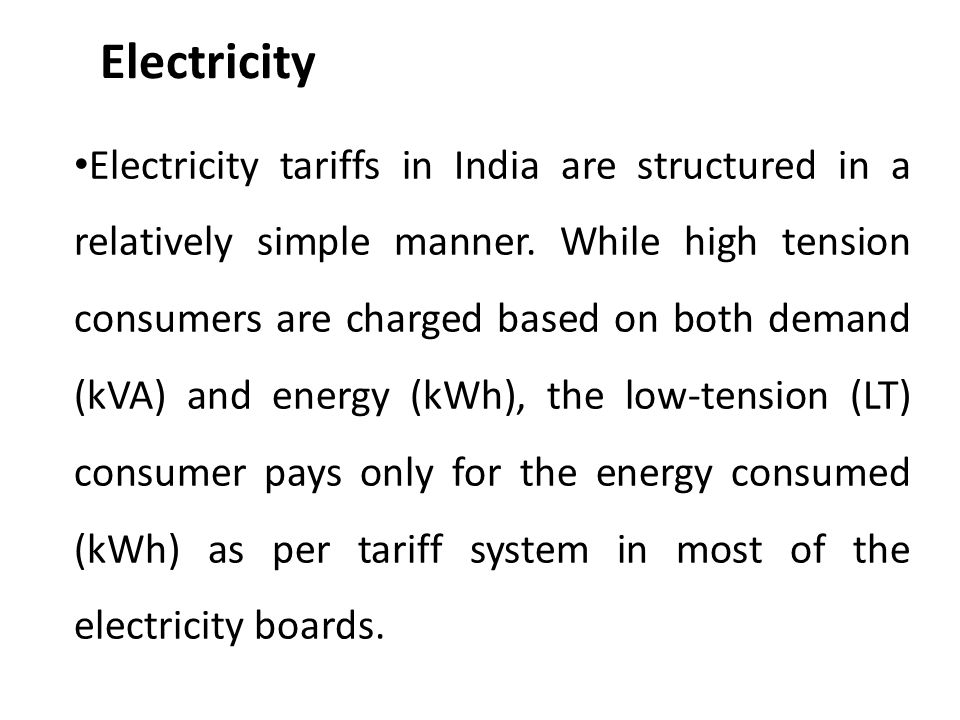 Electricity
•Electricity tariffs in India are structured in a
relatively simple manner. While high tension
consumers are charged based on both demand
(kVA) and energy (kWh), the low-tension (LT)
consumer pays only for the energy consumed
(kWh) as per tariff system in most of the
electricity boards.